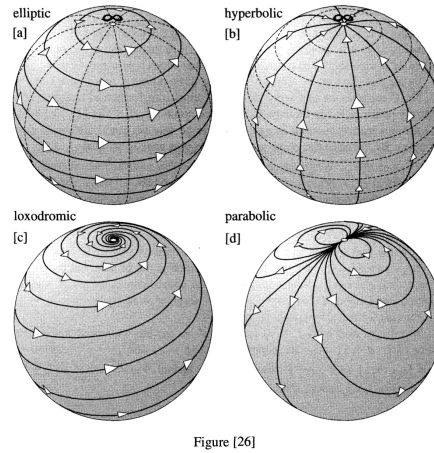 elliptic
[a]
∞
hyperbolic
[b]
∞
loxodromic
[c]
parabolic
[d]
Figure [26]